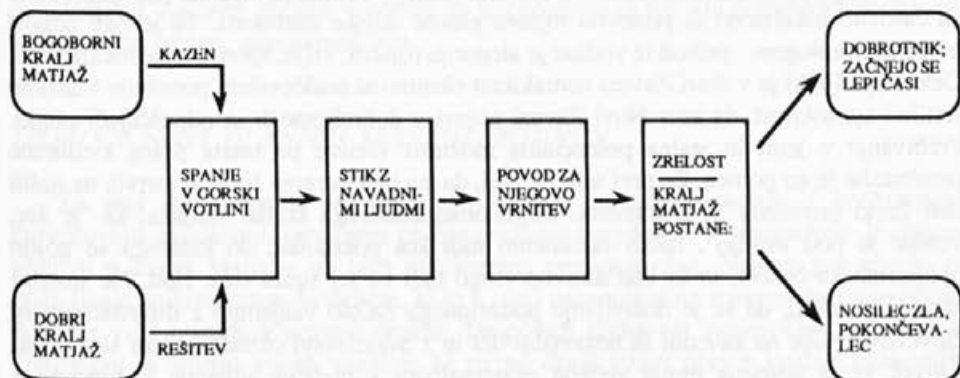 BOGOBORNI
KRALJ
MATJAŽ
KAZEN
DOBROTNIK;
ZAČNEJO SE
LEPI ČASI
SPANJE
V GORNI
VOTLINI
STIK Z
NAVADNI-
MI LJUDMI
POVOD ZA
NJEGOVO
VRNITEV
ZRELOST
KRALJ
MATJAŽ
POSTANE:
DOBRI
KRALJ
MATJAŽ
REŠITEV
NOSILEC ZLA,
POKONČEVA-
LEC